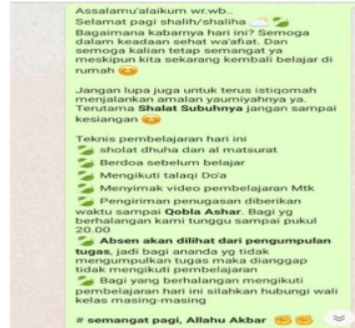 Assalamu'alaikum wr.wb..
Selamat pagi shalih/shaliha
Bagaimana kabarnya hari ini? Semoga
dalam keadaan sehat wa'afiat. Dan
semoga kalian tetap semangat ya
meskipun kita sekarang kembali belajar di
rumah 😊
Jangan lupa juga untuk terus istiqomah
menjalankan amalan yaumiyahnya ya.
Terutama Shalat Subuhnya jangan sampai
kesiangan 😊
Teknis pembelajaran hari ini
sholat dhuha dan al matsurat
Berdoa sebelum belajar
Mengikuti talaqi Do'a
Menyimak video pembelajaran Mtk
Pengiriman penugasan diberikan
waktu sampai Qobla Ashar. Bagi yg
berhalangan kami tunggu sampai pukul
20.00
Absen akan dilihat dari pengumpulan
tugas, jadi bagi ananda yg tidak
mengumpulkan tugas maka dianggap
tidak mengikuti pembelajaran
Bagi yang berhalangan mengikuti
pembelajaran hari ini silahkan hubungi wali
kelas masing-masing
# semangat pagi, Allahu Akbar ✊✊